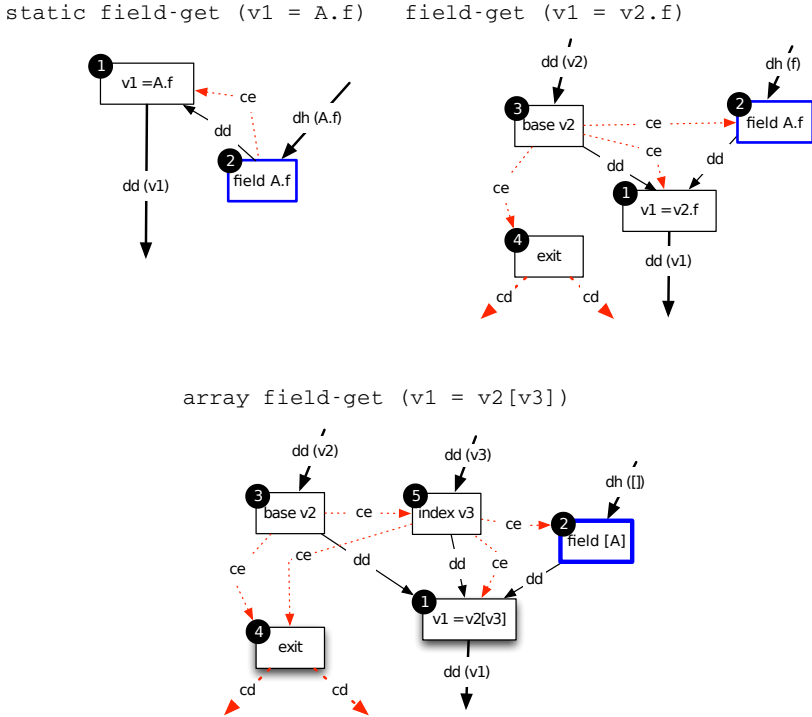 static field-get (v1 = A.f)
field-get (v1 = v2.f)
1
v1 =A.f
ce
dd
dh (A.f)
2
field A.f
dd (v1)
dd (v2)
dh (f)
3
base v2
ce
2
field A.f
ce
dd
dd
ce
1
v1 =v2.f
4
exit
dd (v1)
cd
cd
array field-get (v1 = v2[v3])
dd (v2)
dd (v3)
dh ([])
3
base v2
ce
5
index v3
ce
2
field [A]
ce
ce
dd
dd
ce
dd
1
v1 =v2[v3]
4
exit
dd (v1)
cd
cd